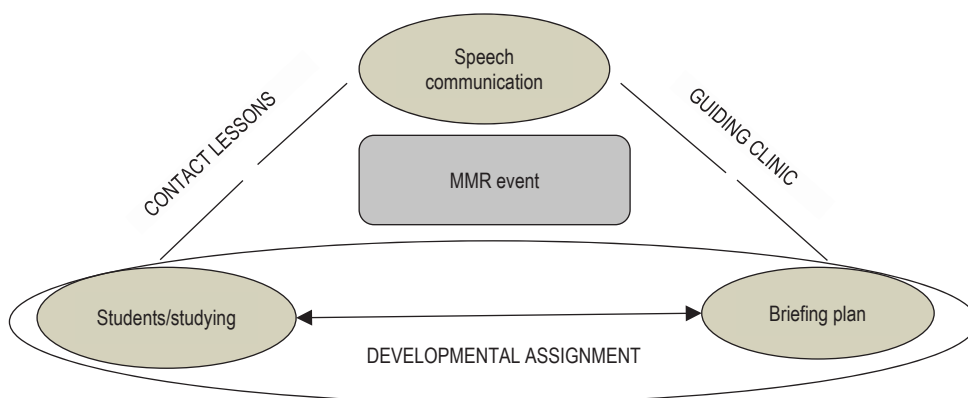 Speech
communication
CONTACT LESSONS
GUIDING CLINIC
MMR event
Students/studying
Briefing plan
DEVELOPMENTAL ASSIGNMENT